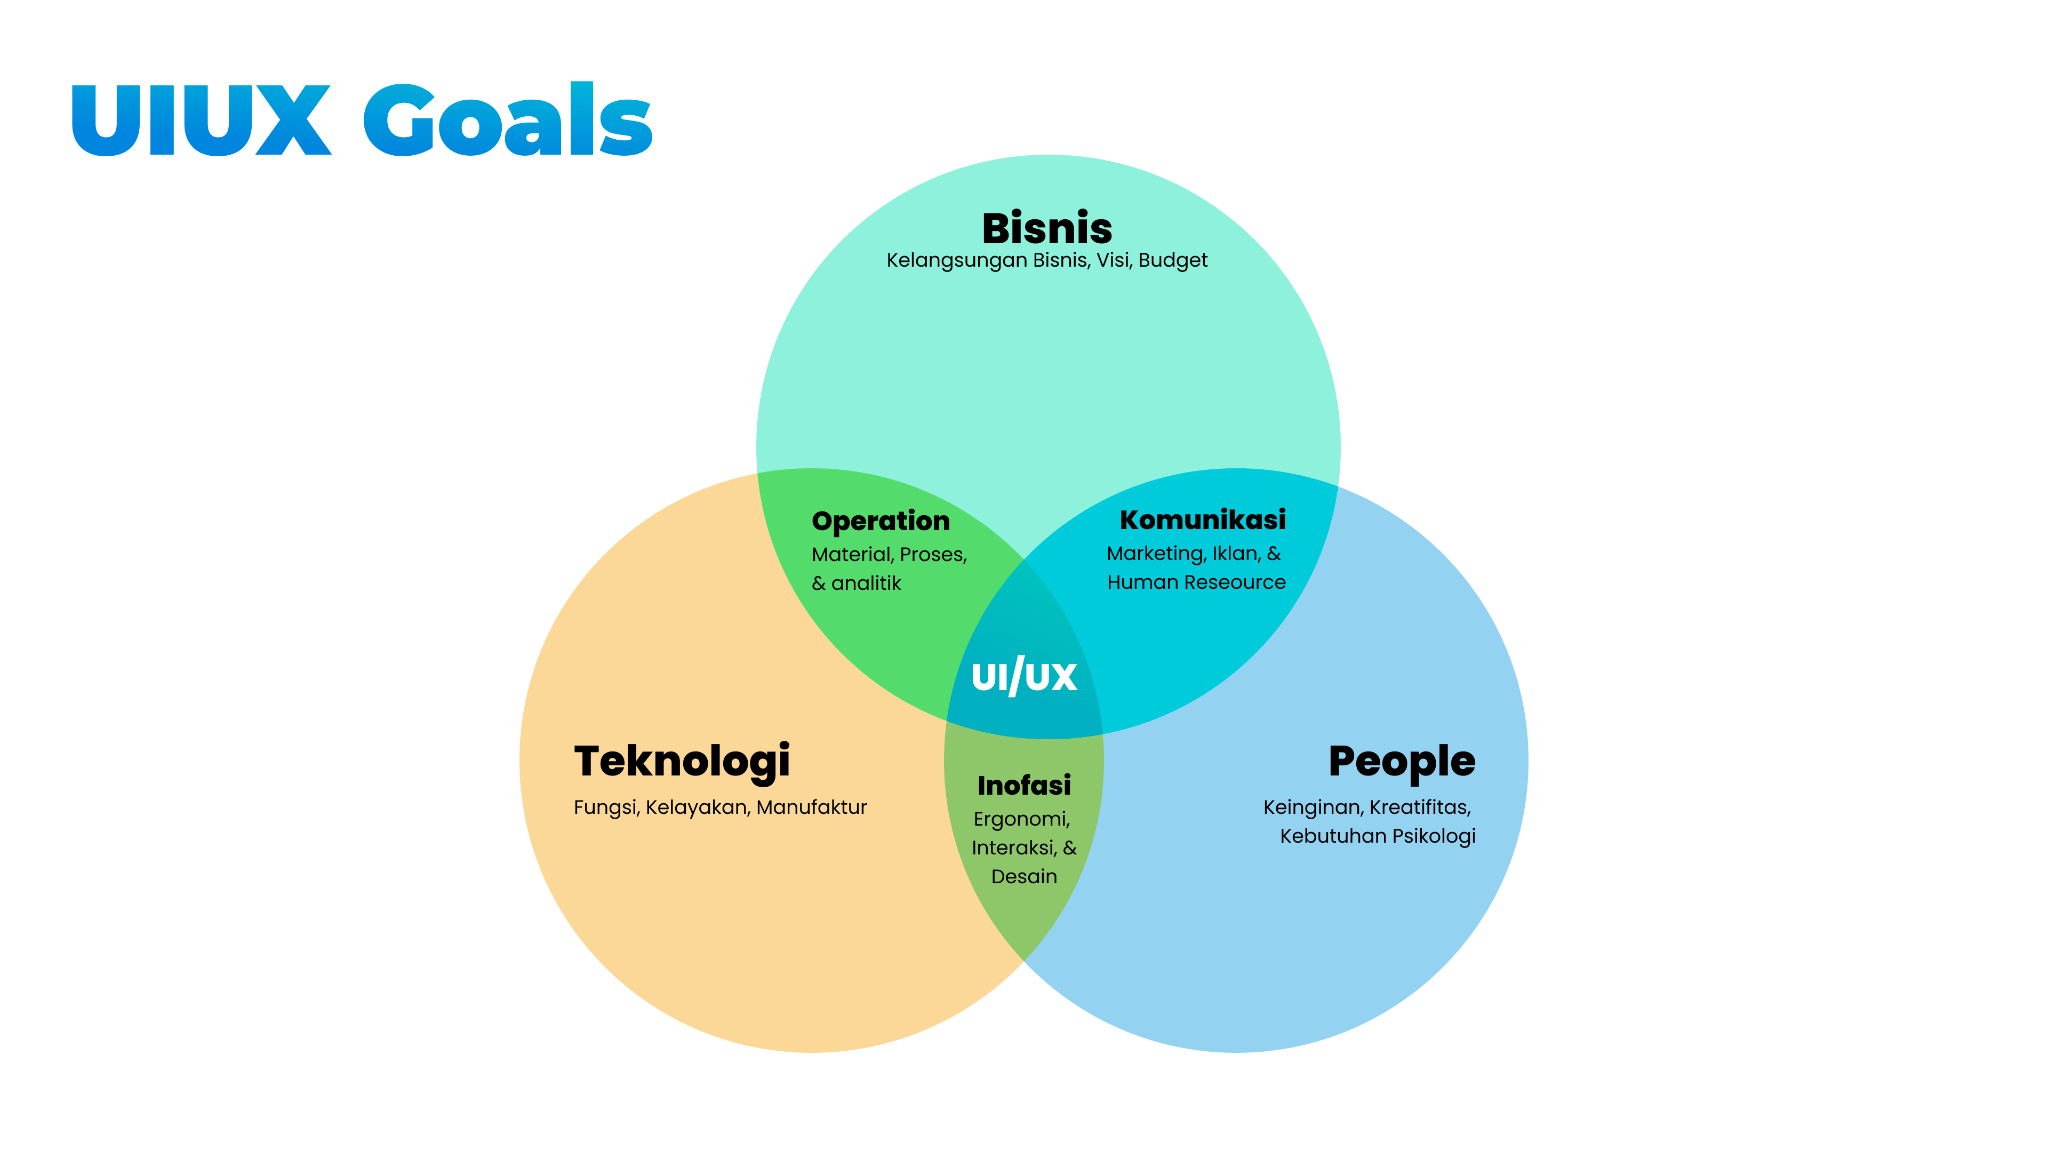 UIUX Goals
Bisnis
Kelangsungan Bisnis, Visi, Budget
Operation
Material, Proses,
& analitik
Komunikasi
Marketing, Iklan, &
Human Reseource
UI/UX
Teknologi
Fungsi, Kelayakan, Manufaktur
Inofasi
Ergonomi,
Interaksi, &
Desain
People
Keinginan, Kreatifitas,
Kebutuhan Psikologi